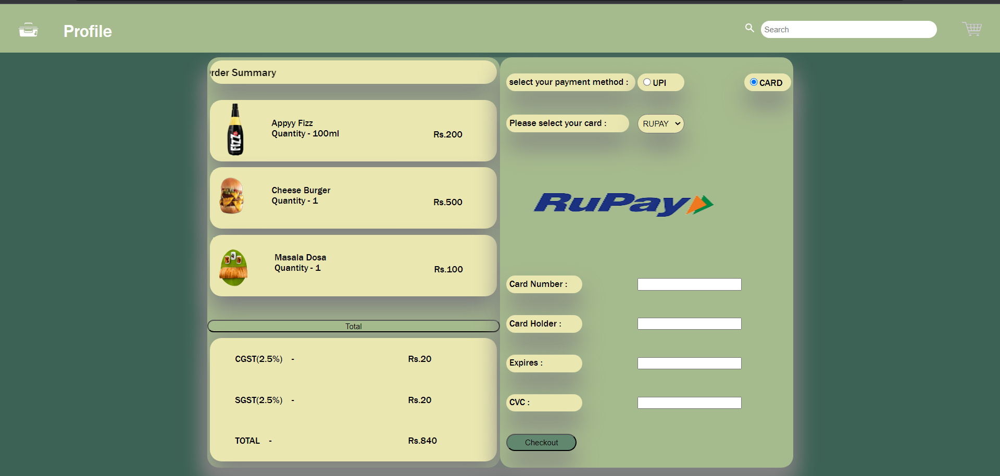 Profile
Search
rder Summary
Appyy Fizz
Quantity - 100ml
Rs.200
FIZZ
Cheese Burger
Quantity - 1
Rs.500
Masala Dosa
Quantity - 1
Rs.100
Total
CGST(2.5%) -
Rs.20
SGST(2.5%) -
Rs.20
TOTAL -
Rs.840
select your payment method :
UPI
CARD
Please select your card :
RUPAY
RuPay
Card Number :
Card Holder :
Expires :
CVC :
Checkout